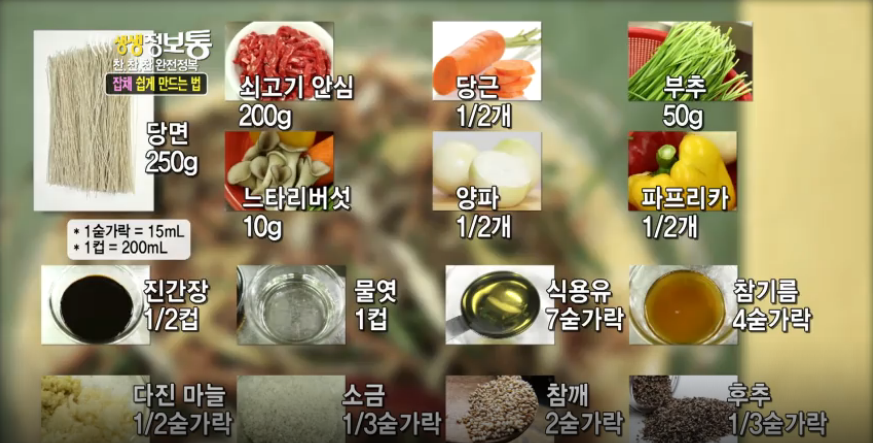 생생정보통
찬.찬.찬 완전정복
잡채 쉽게 만드는 법
당면
250g
쇠고기 안심
200g
당근
1/2개
부추
50g
느타리버섯
10g
양파
1/2개
파프리카
1/2개
* 1숟가락 = 15mL
* 1컵 = 200mL
진간장
1/2컵
물엿
1컵
식용유
7숟가락
참기름
4숟가락
다진 마늘
1/2숟가락
소금
1/3숟가락
참깨
2숟가락
후추
1/3숟가락